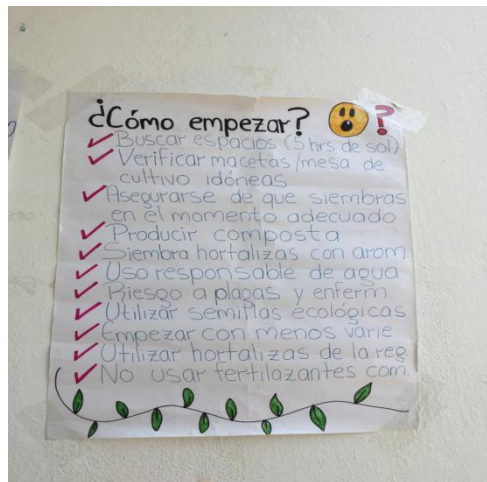 ¿Cómo empezar? ?
Buscar espacios (5 hrs de sol)
Verificar macetas/mesa de
cultivo idóneas
Asegurarse de que siembras
en el momento adecuado
Producir composta
Siembra hortalizas con arom.
Uso responsable de agua
Riesgo a plagas y enferm.
Utilizar semillas ecológicas
Empezar con menos varie.
Utilizar hortalizas de la reg
No usar fertilazantes com.